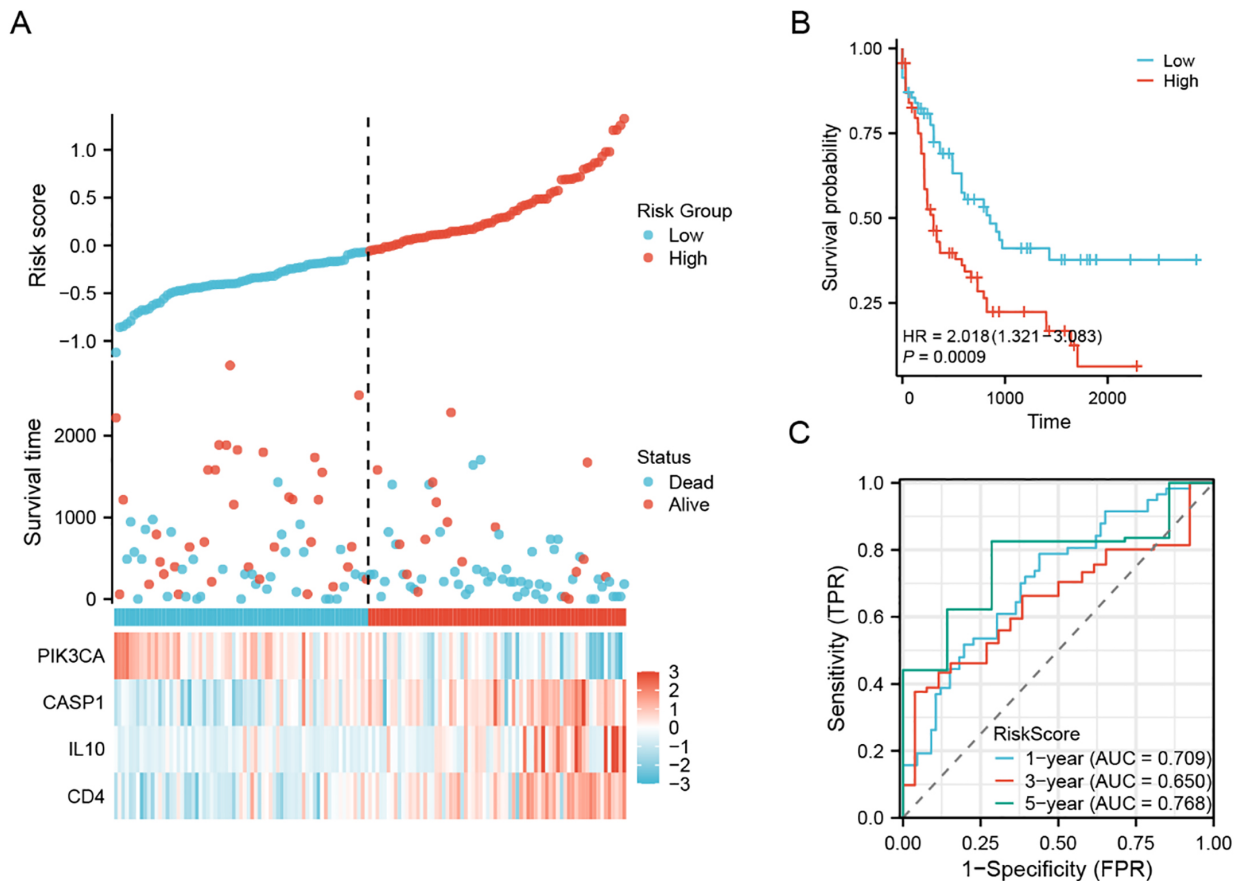 A
Risk score
1.0
0.5
0.0
−0.5
−1.0
Risk Group
Low
High
Survival time
2000
1000
0
Status
Dead
Alive
PIK3CA
CASP1
IL10
CD4
3
2
1
0
−1
−2
−3
B
Survival probability
1.00
0.75
0.50
0.25
Low
High
HR = 2.018 (1.321−3.083)
P = 0.0009
0 1000 2000
Time
C
Sensitivity (TPR)
1.0
0.8
0.6
0.4
0.2
0.0
RiskScore
1−year (AUC = 0.709)
3−year (AUC = 0.650)
5−year (AUC = 0.768)
0.00 0.25 0.50 0.75 1.00
1−Specificity (FPR)